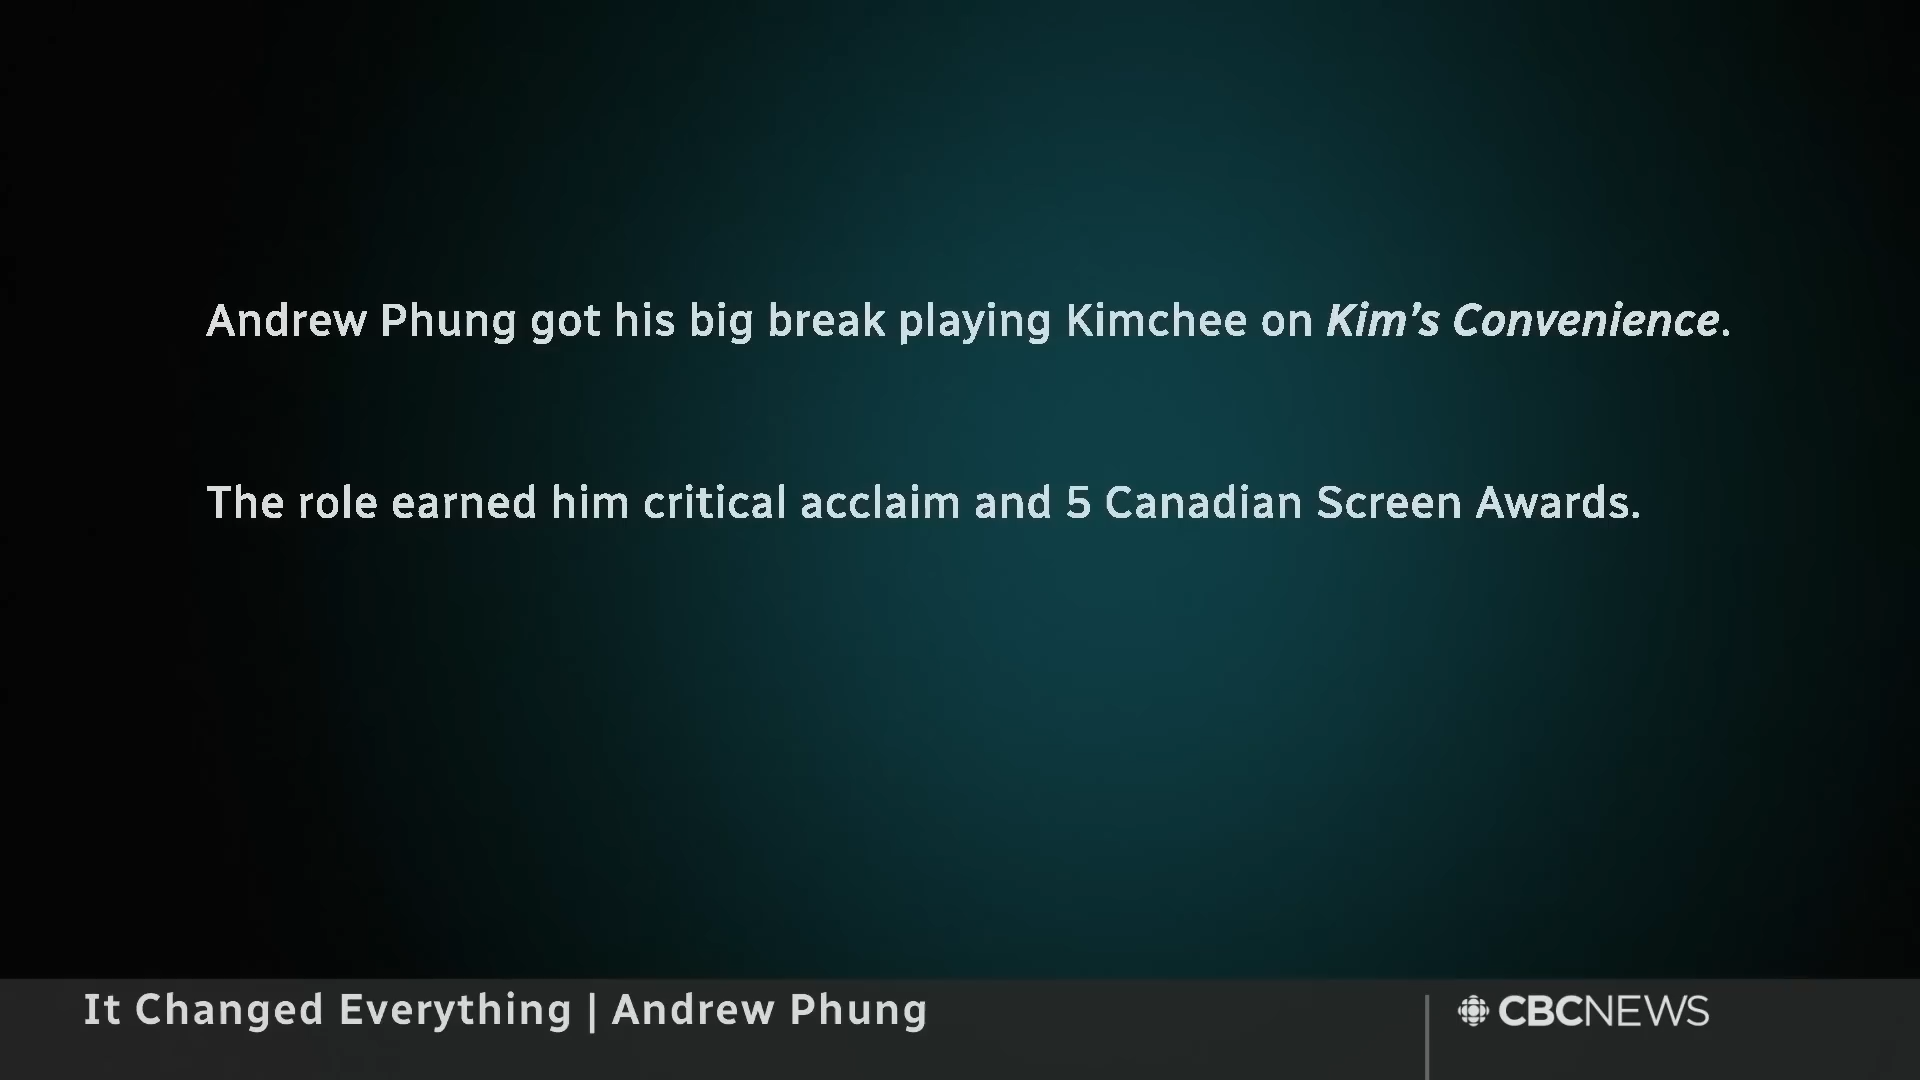 Andrew Phung got his big break playing Kimchee on Kim’s Convenience.
The role earned him critical acclaim and 5 Canadian Screen Awards.
It Changed Everything | Andrew Phung
CBCNEWS